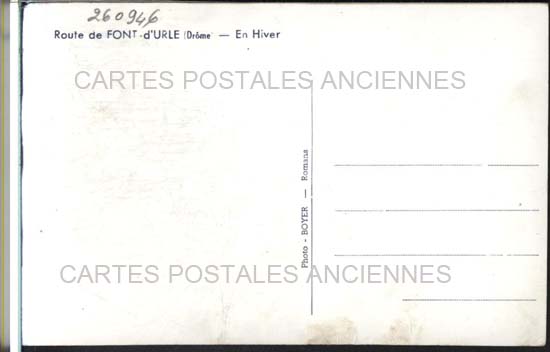 260946
Route de FONT-d'URLE (Drôme) — En Hiver
CARTES POSTALES ANCIENNES
Photo - BOYER — Romans
CARTES POSTALES ANCIENNES